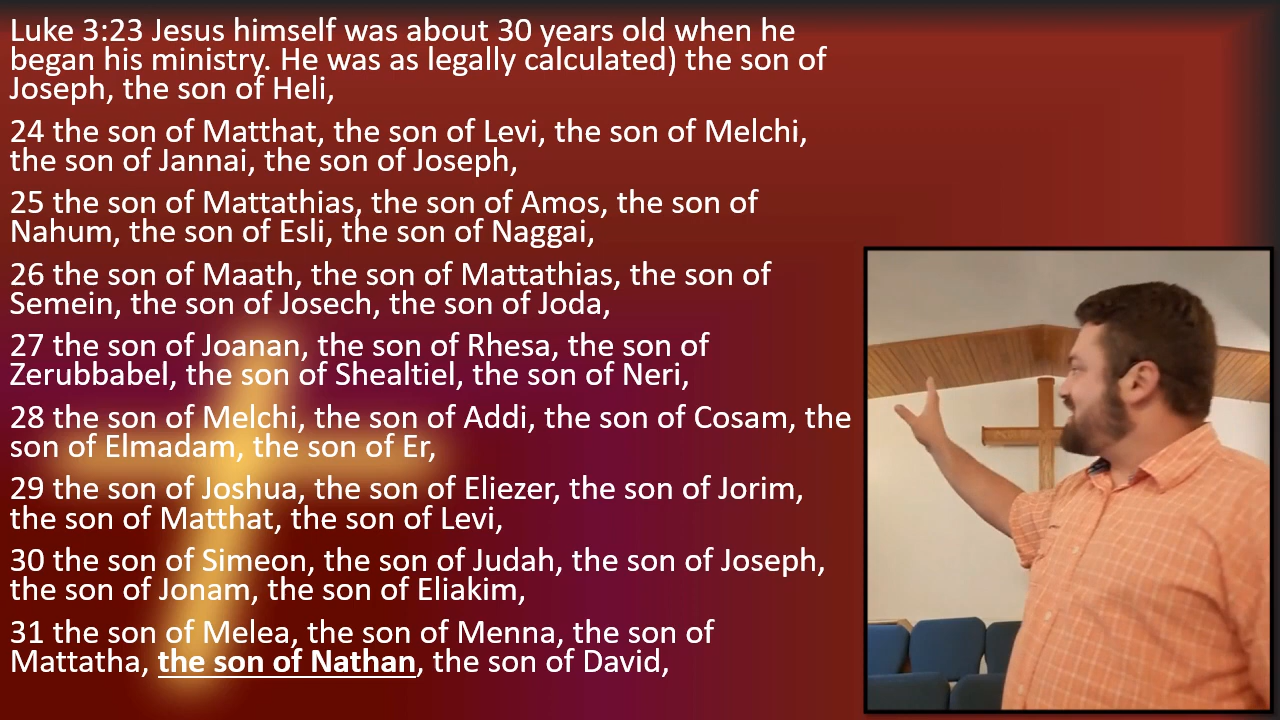 Luke 3:23 Jesus himself was about 30 years old when he
began his ministry. He was as legally calculated) the son of
Joseph, the son of Heli,
24 the son of Matthat, the son of Levi, the son of Melchi,
the son of Jannai, the son of Joseph,
25 the son of Mattathias, the son of Amos, the son of
Nahum, the son of Esli, the son of Naggai,
26 the son of Maath, the son of Mattathias, the son of
Semein, the son of Josech, the son of Joda,
27 the son of Joanan, the son of Rhesa, the son of
Zerubbabel, the son of Shealtiel, the son of Neri,
28 the son of Melchi, the son of Addi, the son of Cosam, the
son of Elmadam, the son of Er,
29 the son of Joshua, the son of Eliezer, the son of Jorim,
the son of Matthat, the son of Levi,
30 the son of Simeon, the son of Judah, the son of Joseph,
the son of Jonam, the son of Eliakim,
31 the son of Melea, the son of Menna, the son of
Mattatha, the son of Nathan, the son of David,